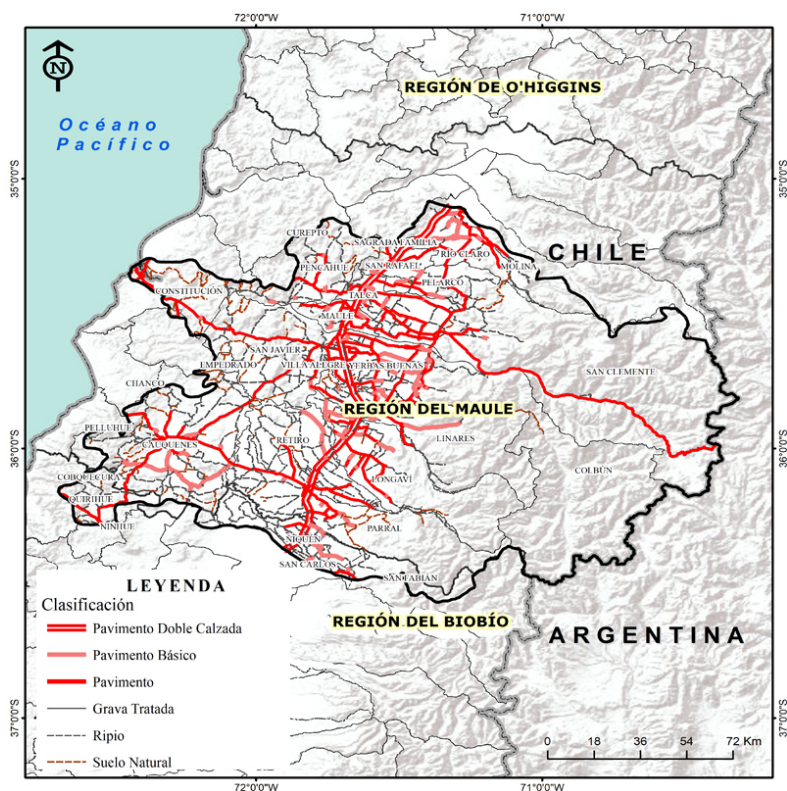 72°0'0"W
71°0'0"W
N
REGIÓN DE O'HIGGINS
Océano
Pacífico
35°0'0"S
35°0'0"S
CUREPTO
SAGRADA FAMILIA
CHILE
PENCAHUE
SAN RAFAEL
RÍO CLARO
MOLINA
CONSTITUCIÓN
TALCA
PELARCO
MAULE
SAN JAVIER
EMPEDRADO
VILLA ALEGRE
YERBAS BUENAS
SAN CLEMENTE
CHANCO
REGIÓN DEL MAULE
PELLUHUE
CAUQUENES
RETIRO
LINARES
36°0'0"S
36°0'0"S
COBQUECURA
LONGAVÍ
COLBÚN
QUIRIHUE
NINHUE
PARRAL
ÑIQUÉN
SAN CARLOS
SAN FABIÁN
LEYENDA
Clasificación
Pavimento Doble Calzada
Pavimento Básico
Pavimento
Grava Tratada
Ripio
Suelo Natural
REGIÓN DEL BIOBÍO
ARGENTINA
37°0'0"S
37°0'0"S
0 18 36 54 72 Km
72°0'0"W
71°0'0"W